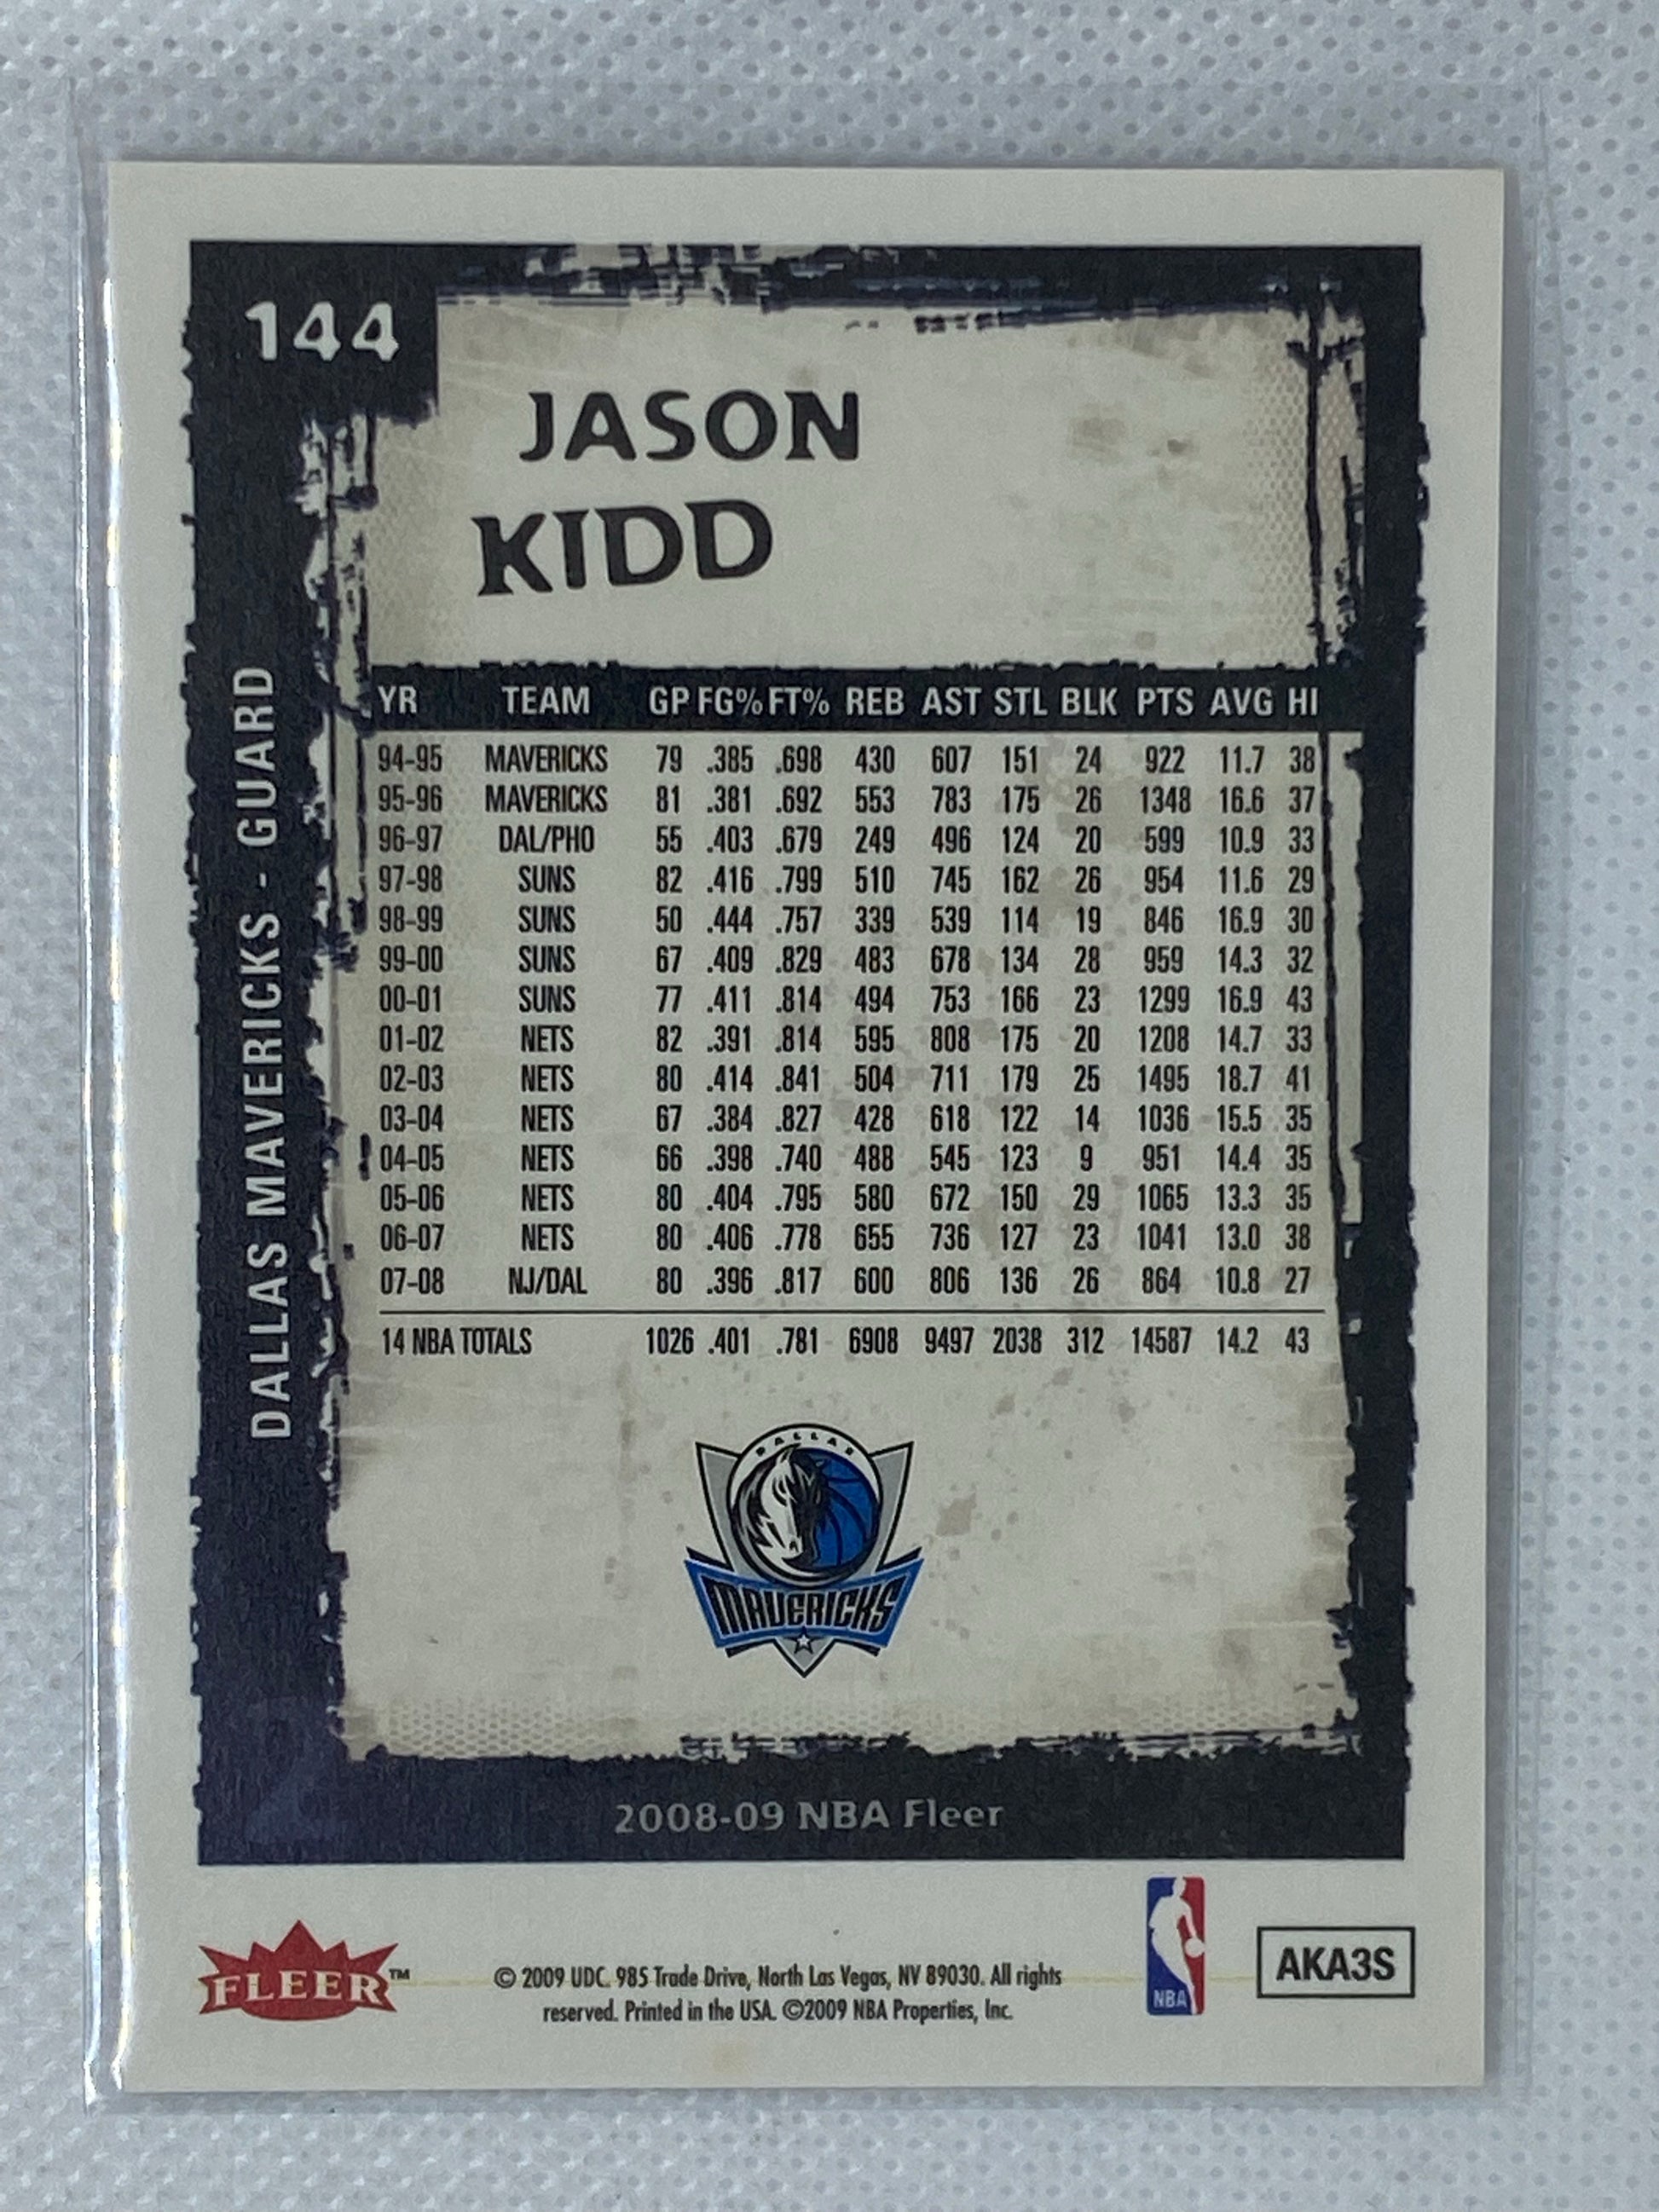 144
JASON
KIDD
DALLAS MAVERICKS - GUARD
YR TEAM GP FG% FT% REB AST STL BLK PTS AVG HI
94-95 MAVERICKS 79 .385 .698 430 607 151 24 922 11.7 38
95-96 MAVERICKS 81 .381 .692 553 783 175 26 1348 16.6 37
96-97 DAL/PHO 55 .403 .679 249 496 124 20 599 10.9 33
97-98 SUNS 82 .416 .799 510 745 162 26 954 11.6 29
98-99 SUNS 50 .444 .757 339 539 114 19 846 16.9 30
99-00 SUNS 67 .409 .829 483 678 134 28 959 14.3 32
00-01 SUNS 77 .411 .814 494 753 166 23 1299 16.9 43
01-02 NETS 82 .391 .814 595 808 175 20 1208 14.7 33
02-03 NETS 80 .414 .841 504 711 179 25 1495 18.7 41
03-04 NETS 67 .384 .827 428 618 122 14 1036 15.5 35
04-05 NETS 66 .398 .740 488 545 123 9 951 14.4 35
05-06 NETS 80 .404 .795 580 672 150 29 1065 13.3 35
06-07 NETS 80 .406 .778 655 736 127 23 1041 13.0 38
07-08 NJ/DAL 80 .396 .817 600 806 136 26 864 10.8 27
14 NBA TOTALS 1026 .401 .781 6908 9497 2038 312 14587 14.2 43
DALLAS
MAVERICKS
2008-09 NBA Fleer
FLEER™
© 2009 UDC. 985 Trade Drive, North Las Vegas, NV 89030. All rights
reserved. Printed in the USA. ©2009 NBA Properties, Inc.
NBA
AKA3S